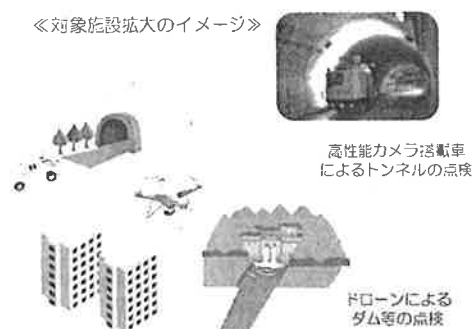 ≪対象施設拡大のイメージ≫
高性能カメラ搭載車
によるトンネルの点検
ドローンによる
ダム等の点検